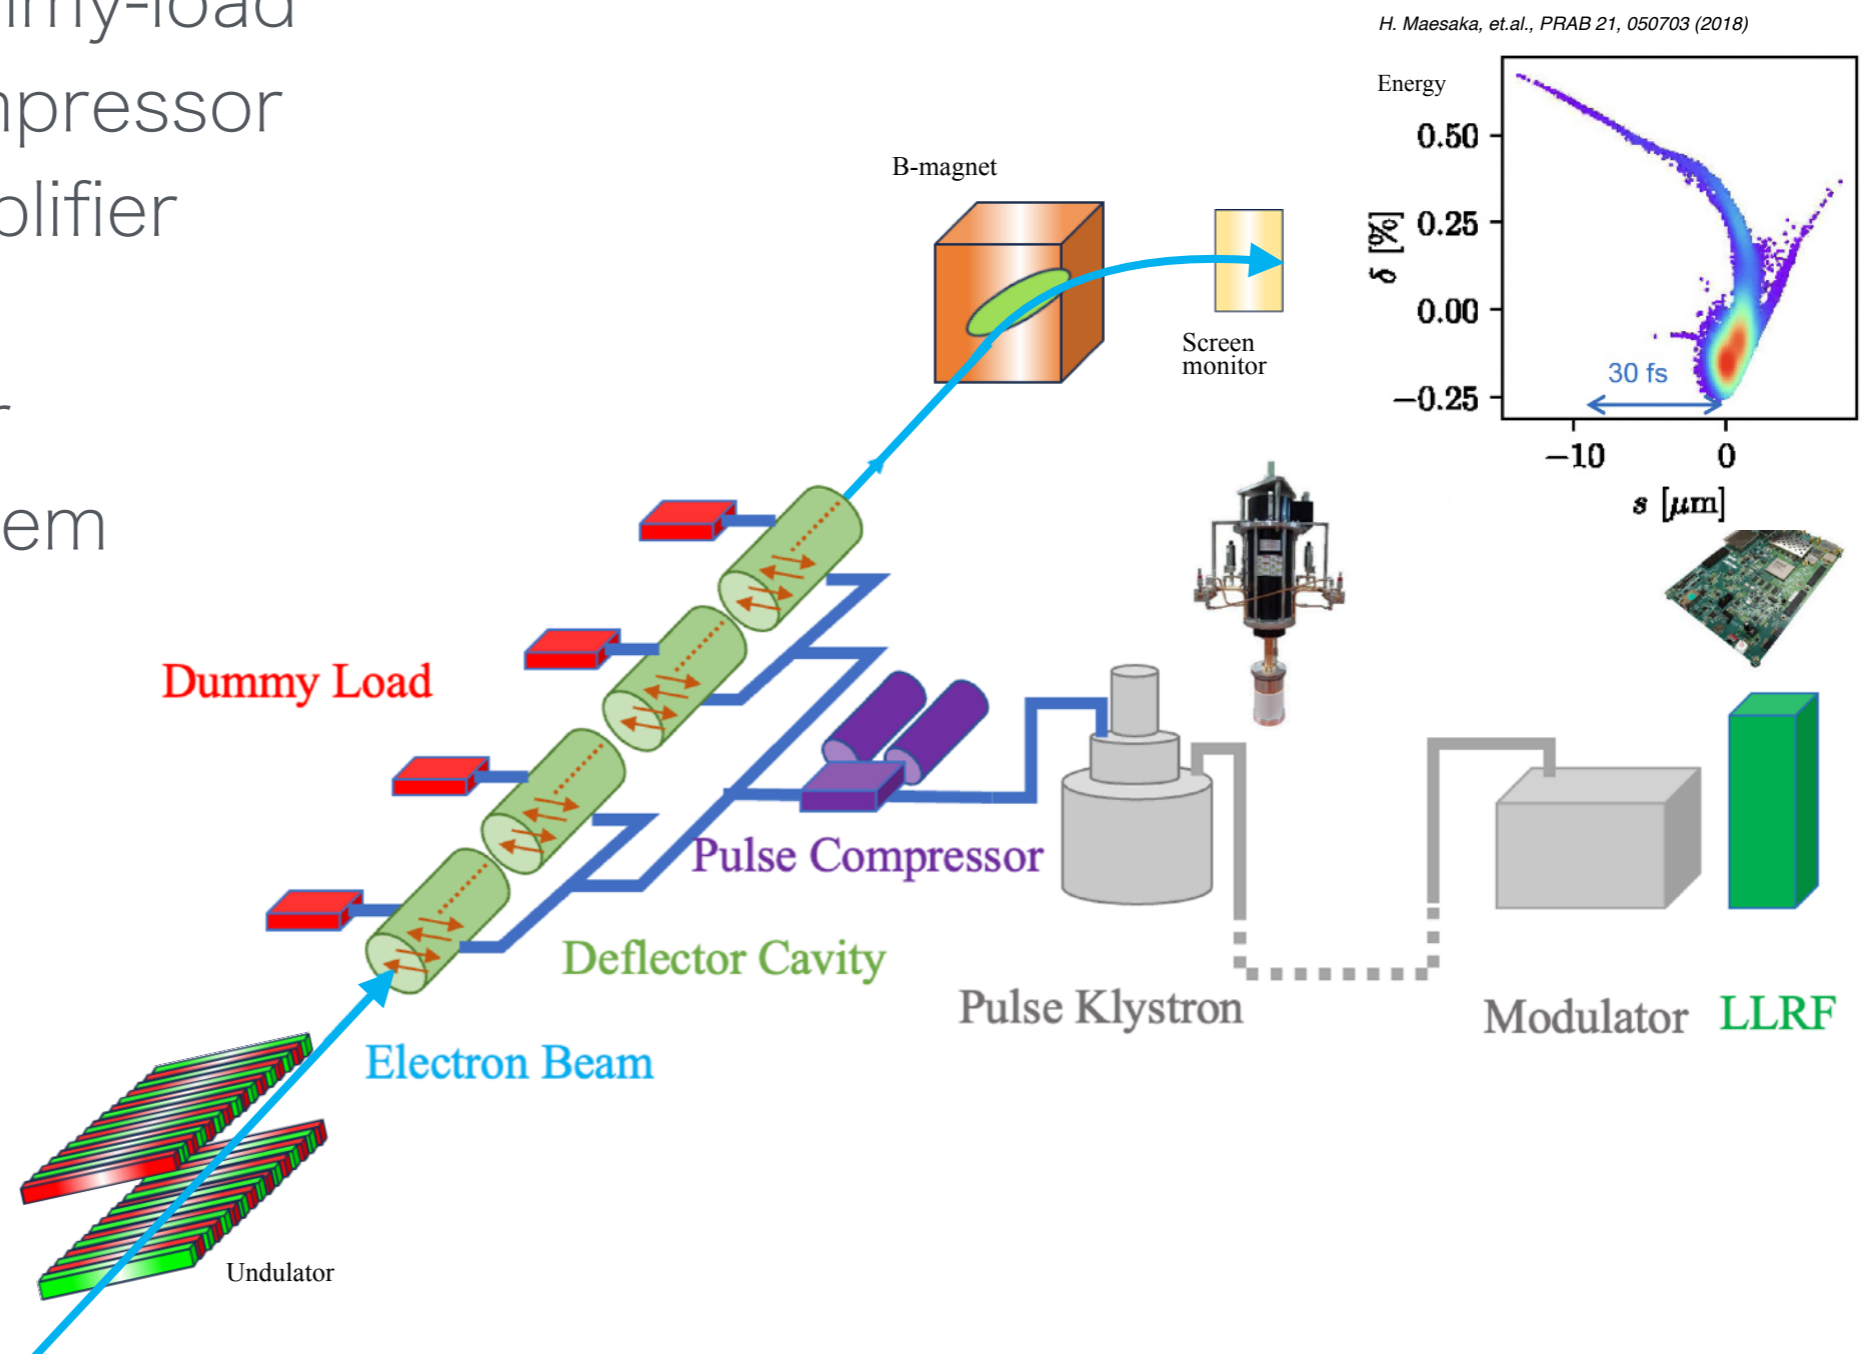 H. Maesaka, et.al., PRAB 21, 050703 (2018)
Energy
0.50
0.25
0.00
−0.25
δ [%]
30 fs
−10
0
s [μm]
B-magnet
Screen
monitor
Dummy Load
Pulse Compressor
Deflector Cavity
Pulse Klystron
Modulator
LLRF
Electron Beam
Undulator